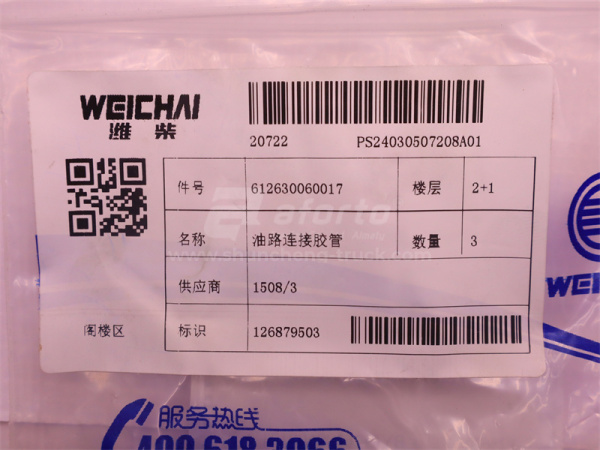 WEICHAI
潍柴
20722 PS24030507208A01
件号 612630060017 楼层 2+1
aforto
名称 油路连接胶管 数量 3
供应商 1508/3
阁楼区 标识 126879503
WEI
服务热线